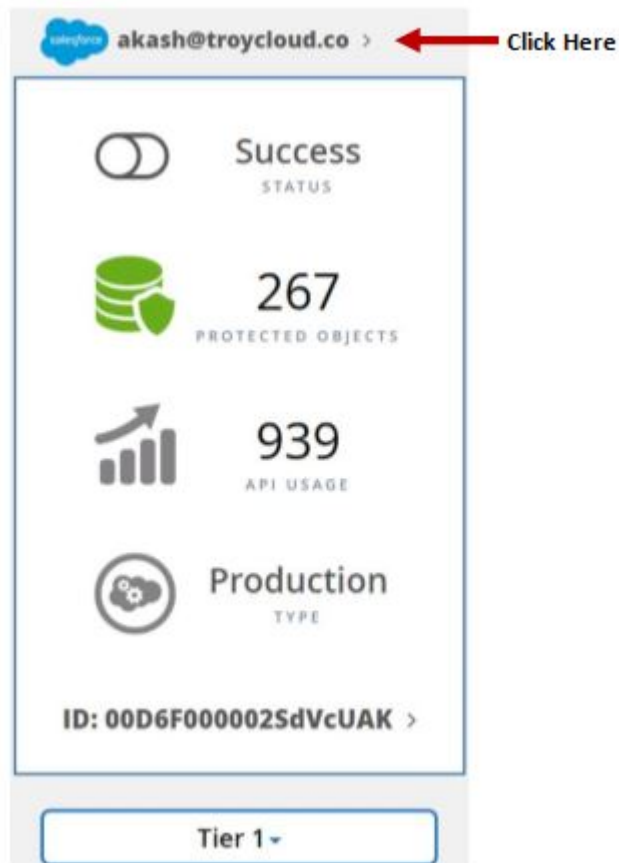 salesforce akash@troycloud.co >
Click Here
Success
STATUS
267
PROTECTED OBJECTS
939
API USAGE
Production
TYPE
ID: 00D6F000002SdVcUAK >
Tier 1